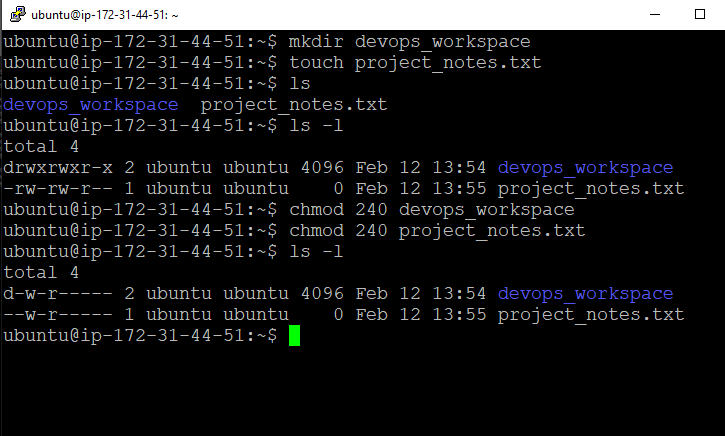 ubuntu@ip-172-31-44-51: ~
ubuntu@ip-172-31-44-51:~$ mkdir devops_workspace
ubuntu@ip-172-31-44-51:~$ touch project_notes.txt
ubuntu@ip-172-31-44-51:~$ ls
devops_workspace  project_notes.txt
ubuntu@ip-172-31-44-51:~$ ls -l
total 4
drwxrwxr-x 2 ubuntu ubuntu 4096 Feb 12 13:54 devops_workspace
-rw-rw-r-- 1 ubuntu ubuntu    0 Feb 12 13:55 project_notes.txt
ubuntu@ip-172-31-44-51:~$ chmod 240 devops_workspace
ubuntu@ip-172-31-44-51:~$ chmod 240 project_notes.txt
ubuntu@ip-172-31-44-51:~$ ls -l
total 4
d-w-r----- 2 ubuntu ubuntu 4096 Feb 12 13:54 devops_workspace
--w-r----- 1 ubuntu ubuntu    0 Feb 12 13:55 project_notes.txt
ubuntu@ip-172-31-44-51:~$